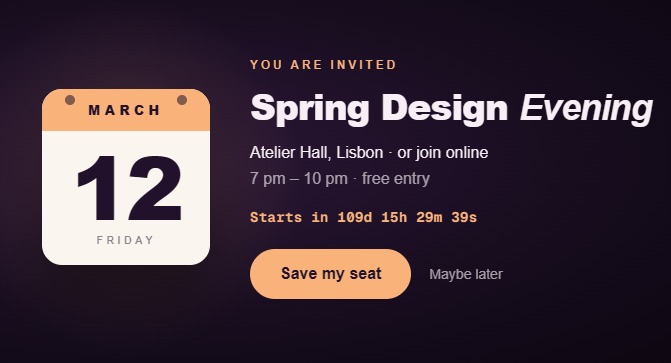 MARCH
12
FRIDAY
YOU ARE INVITED
Spring Design Evening
Atelier Hall, Lisbon · or join online
7 pm – 10 pm · free entry
Starts in 109d 15h 29m 39s
Save my seat
Maybe later